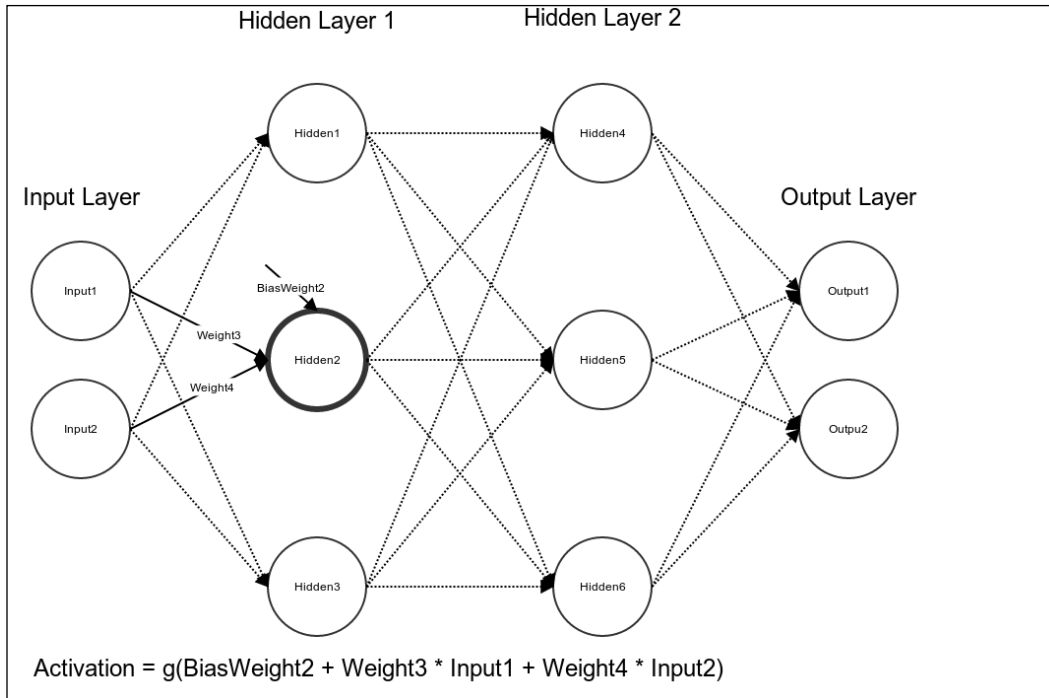 Hidden Layer 1
Hidden Layer 2
Hidden1
Hidden4
Input Layer
Output Layer
Input1
BiasWeight2
Output1
Weight3
Hidden2
Hidden5
Weight4
Input2
Outpu2
Hidden3
Hidden6
Activation = g(BiasWeight2 + Weight3 * Input1 + Weight4 * Input2)